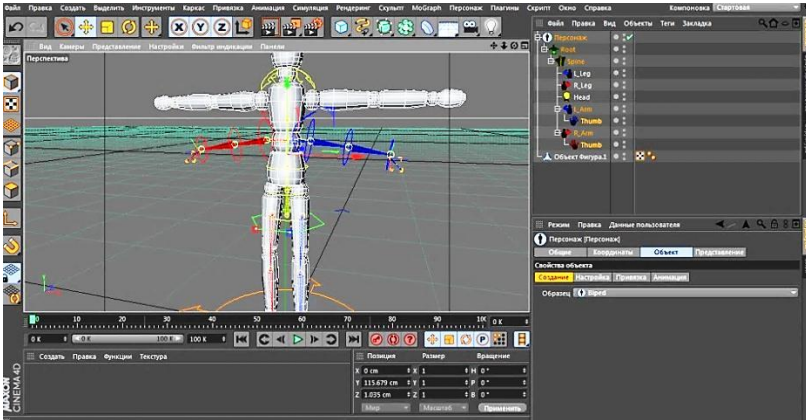 Файл Правка Создать Выделить Инструменты Каркас Привязка Анимация Симуляция Рендеринг Скульпт MoGraph Персонаж Плагины Скрипт Окно Справка Компоновка Стартовая
X Y Z
Вид Камеры Представление Настройки Фильтр индикации Панели
Перспектива
Файл Правка Вид Объекты Теги Закладка
Персонаж
Root
Spine
L_Leg
R_Leg
Head
L_Arm
Thumb
R_Arm
Thumb
Объект Фигура.1
Режим Правка Данные пользователя
Персонаж [Персонаж]
Общие Координаты Объект Представление
Свойства объекта
Создание Настройка Привязка Анимация
Образец Biped
0 10 20 30 40 50 60 70 80 90 10 0 K
0 K 0 K 100 K 100 K
P
Создать Правка Функции Текстура
Позиция Размер Вращение
X 0 cm X 1 H 0 °
Y 115.679 cm Y 1 P 0 °
Z 1.035 cm Z 1 B 0 °
Мир Масштаб Применить
MAXON
CINEMA4D